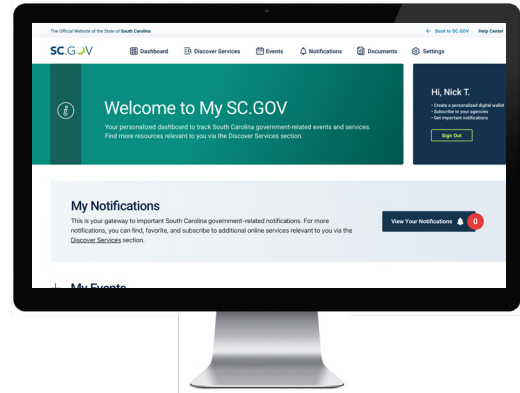 The Official Website of the State of South Carolina
← Back to SC.GOV Help Center
SC.GOV Dashboard Discover Services Events Notifications Documents Settings
Welcome to My SC.GOV
Your personalized dashboard to track South Carolina government-related events and services.
Find more resources relevant to you via the Discover Services section.
Hi, Nick T.
• Create a personalized digital wallet
• Subscribe to your agencies
• Get important notifications
Sign Out
My Notifications
This is your gateway to important South Carolina government-related notifications. For more
notifications, you can find, favorite, and subscribe to additional online services relevant to you via the
Discover Services section.
View Your Notifications 0
My Events